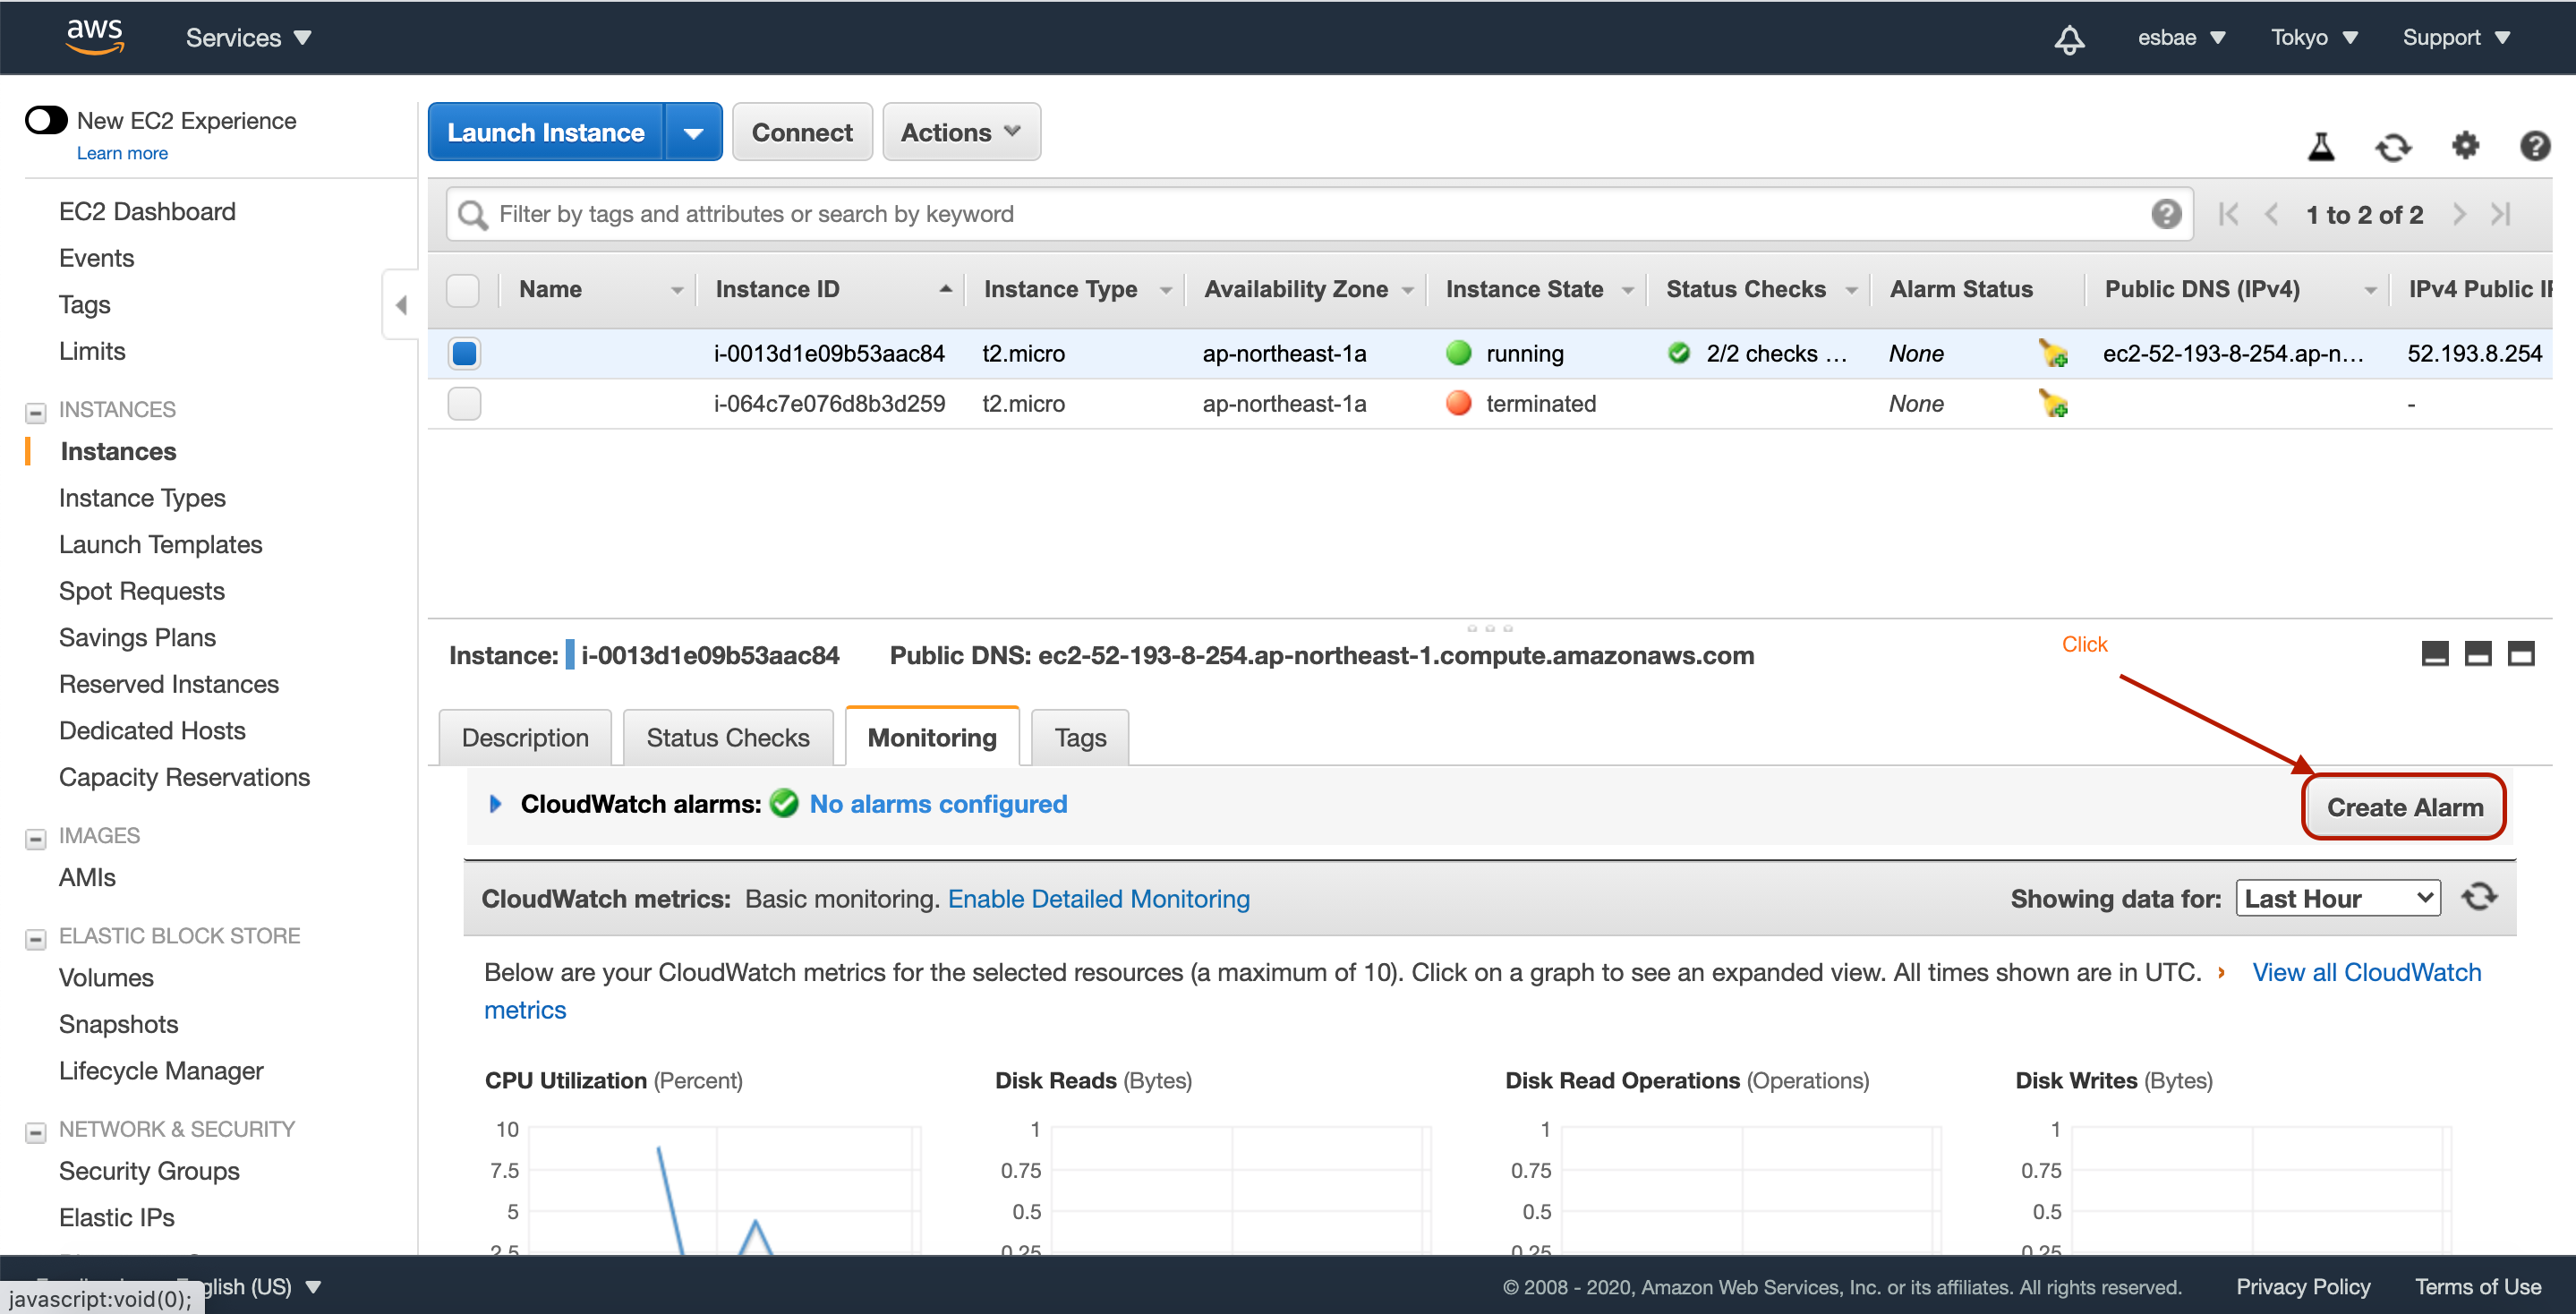 aws
Services
esbae
Tokyo
Support
New EC2 Experience
Learn more
EC2 Dashboard
Events
Tags
Limits
INSTANCES
Instances
Instance Types
Launch Templates
Spot Requests
Savings Plans
Reserved Instances
Dedicated Hosts
Capacity Reservations
IMAGES
AMIs
ELASTIC BLOCK STORE
Volumes
Snapshots
Lifecycle Manager
NETWORK & SECURITY
Security Groups
Elastic IPs
Launch Instance
Connect
Actions
Filter by tags and attributes or search by keyword
1 to 2 of 2
Name Instance ID Instance Type Availability Zone Instance State Status Checks Alarm Status Public DNS (IPv4) IPv4 Public IP
i-0013d1e09b53aac84 t2.micro ap-northeast-1a running 2/2 checks ... None ec2-52-193-8-254.ap-n... 52.193.8.254
i-064c7e076d8b3d259 t2.micro ap-northeast-1a terminated None -
Instance: i-0013d1e09b53aac84 Public DNS: ec2-52-193-8-254.ap-northeast-1.compute.amazonaws.com
Click
Description
Status Checks
Monitoring
Tags
CloudWatch alarms: No alarms configured
Create Alarm
CloudWatch metrics: Basic monitoring. Enable Detailed Monitoring
Showing data for: Last Hour
Below are your CloudWatch metrics for the selected resources (a maximum of 10). Click on a graph to see an expanded view. All times shown are in UTC. › View all CloudWatch
metrics
CPU Utilization (Percent)
10
7.5
5
2.5
Disk Reads (Bytes)
1
0.75
0.5
0.25
Disk Read Operations (Operations)
1
0.75
0.5
0.25
Disk Writes (Bytes)
1
0.75
0.5
0.25
glish (US)
javascript:void(0);
© 2008 - 2020, Amazon Web Services, Inc. or its affiliates. All rights reserved.
Privacy Policy
Terms of Use